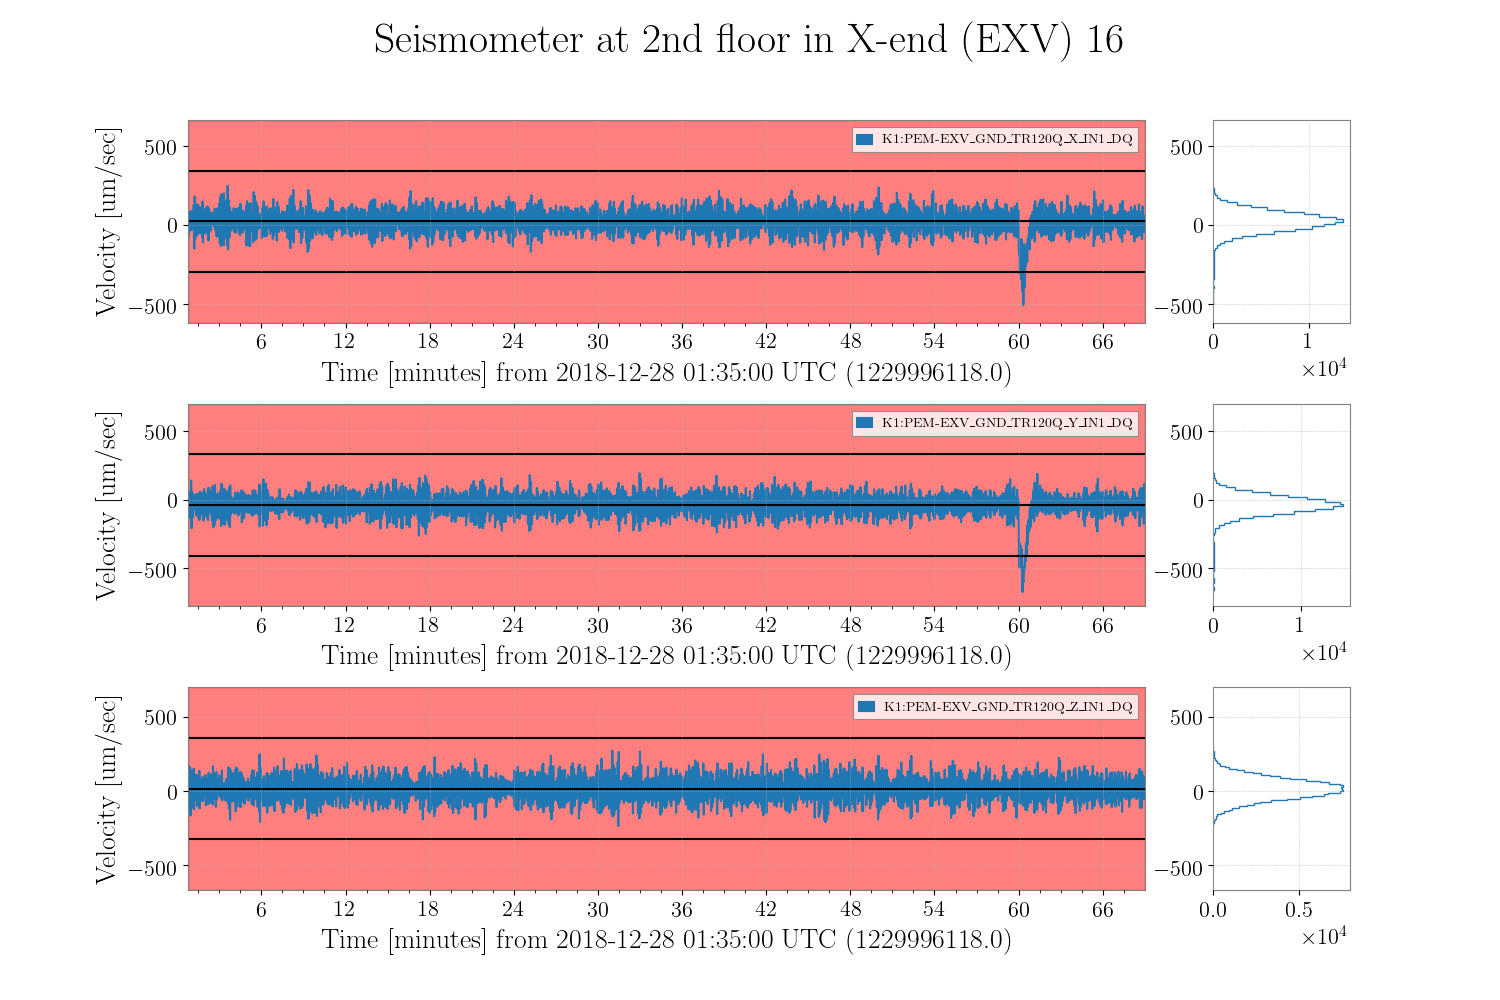 Seismometer at 2nd floor in X-end (EXV) 16
Velocity [um/sec]
500
0
−500
K1:PEM-EXV_GND_TR120Q_X_IN1_DQ
6 12 18 24 30 36 42 48 54 60 66
Time [minutes] from 2018-12-28 01:35:00 UTC (1229996118.0)
500
0
−500
0 1
×10⁴
Velocity [um/sec]
500
0
−500
K1:PEM-EXV_GND_TR120Q_Y_IN1_DQ
6 12 18 24 30 36 42 48 54 60 66
Time [minutes] from 2018-12-28 01:35:00 UTC (1229996118.0)
500
0
−500
0 1
×10⁴
Velocity [um/sec]
500
0
−500
K1:PEM-EXV_GND_TR120Q_Z_IN1_DQ
6 12 18 24 30 36 42 48 54 60 66
Time [minutes] from 2018-12-28 01:35:00 UTC (1229996118.0)
500
0
−500
0.0 0.5
×10⁴